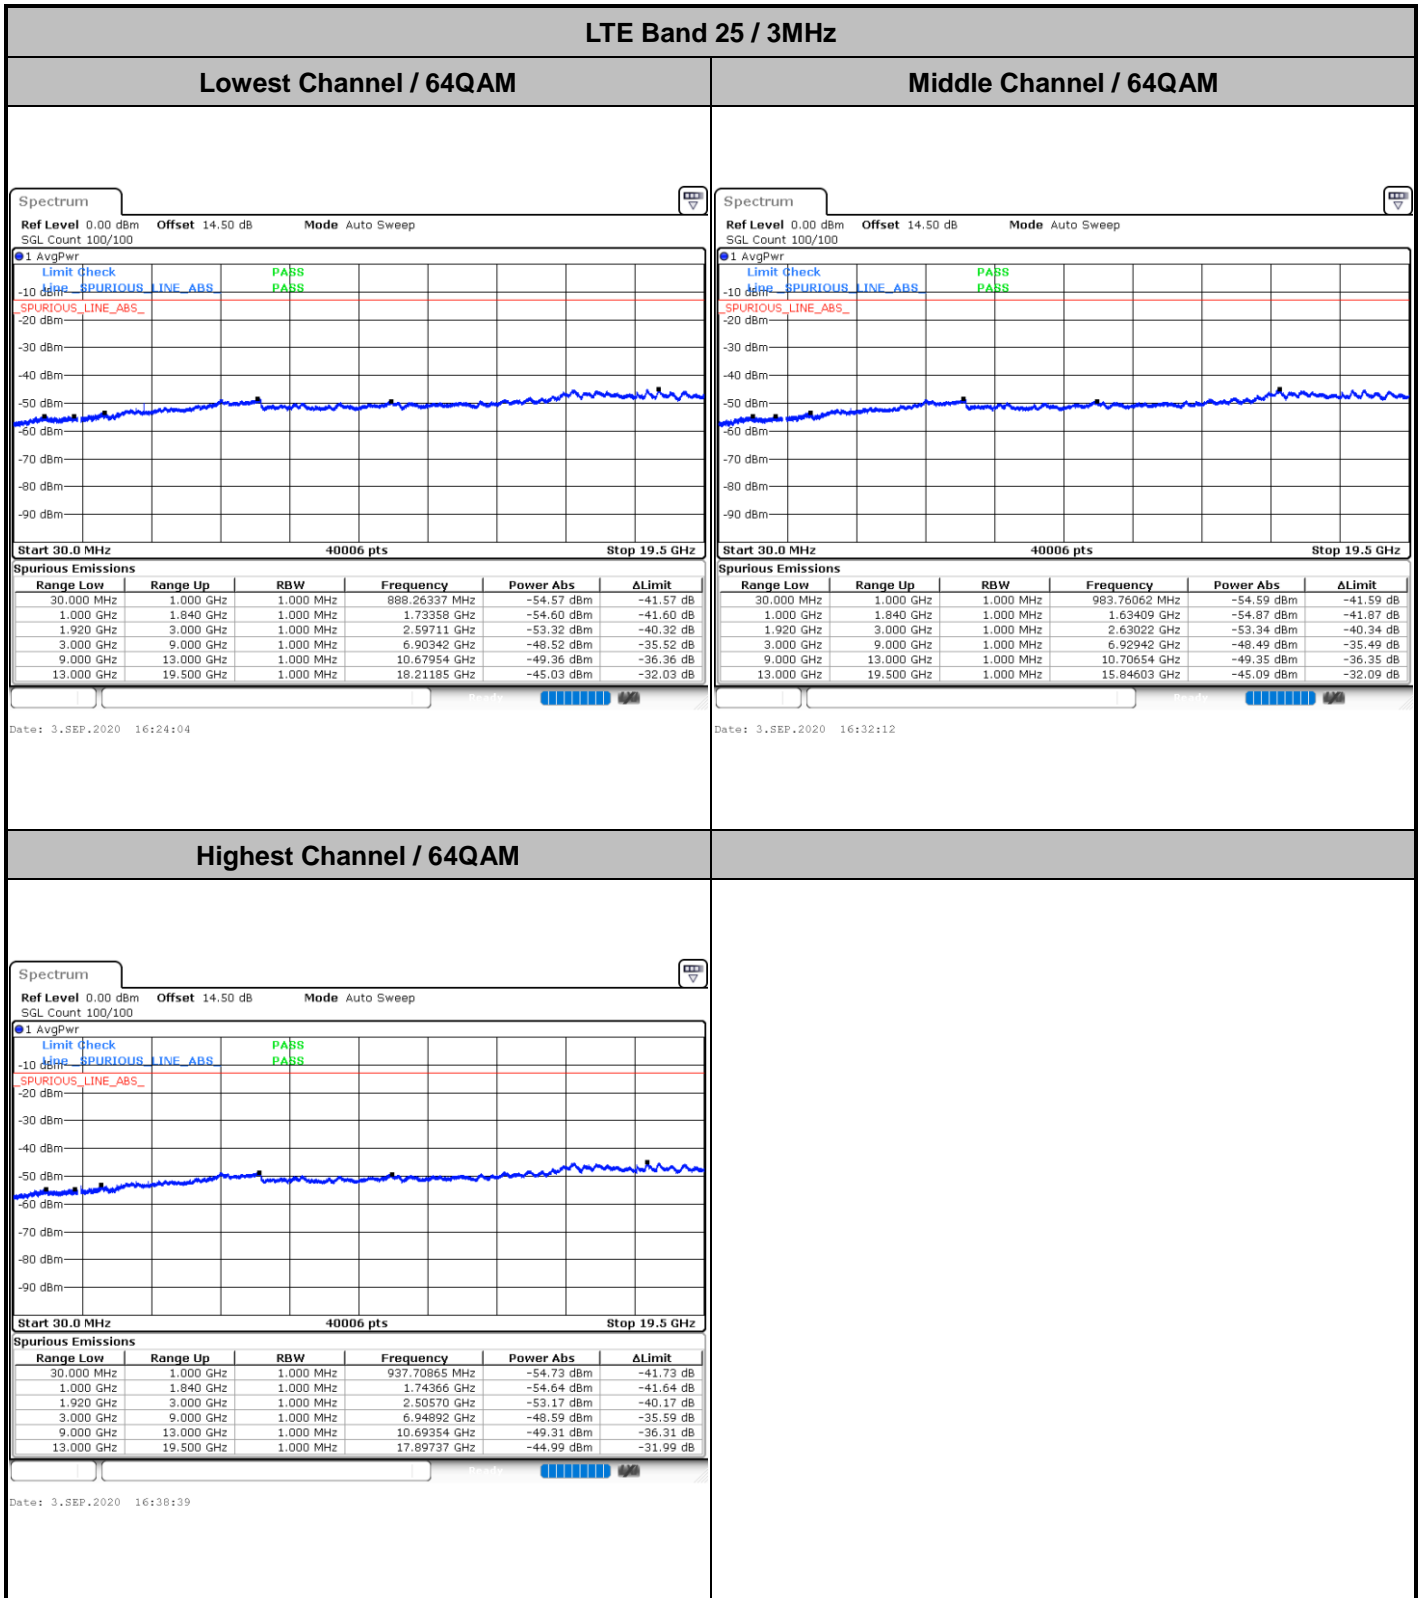 LTE Band 25 / 3MHz
Lowest Channel / 64QAM
Middle Channel / 64QAM
Spectrum
Ref Level 0.00 dBm Offset 14.50 dB Mode Auto Sweep
SGL Count 100/100
1 AvgPwr
Limit Check PASS
Line _SPURIOUS_LINE_ABS_ PASS
-10 dBm
_SPURIOUS_LINE_ABS_
-20 dBm
-30 dBm
-40 dBm
-50 dBm
-60 dBm
-70 dBm
-80 dBm
-90 dBm
Start 30.0 MHz 40006 pts Stop 19.5 GHz
Spurious Emissions
Range Low Range Up RBW Frequency Power Abs ΔLimit
30.000 MHz 1.000 GHz 1.000 MHz 888.26337 MHz -54.57 dBm -41.57 dB
1.000 GHz 1.840 GHz 1.000 MHz 1.73358 GHz -54.60 dBm -41.60 dB
1.920 GHz 3.000 GHz 1.000 MHz 2.59711 GHz -53.32 dBm -40.32 dB
3.000 GHz 9.000 GHz 1.000 MHz 6.90342 GHz -48.52 dBm -35.52 dB
9.000 GHz 13.000 GHz 1.000 MHz 10.67954 GHz -49.36 dBm -36.36 dB
13.000 GHz 19.500 GHz 1.000 MHz 18.21185 GHz -45.03 dBm -32.03 dB
Ready
Date: 3.SEP.2020 16:24:04
Spectrum
Ref Level 0.00 dBm Offset 14.50 dB Mode Auto Sweep
SGL Count 100/100
1 AvgPwr
Limit Check PASS
Line _SPURIOUS_LINE_ABS_ PASS
-10 dBm
_SPURIOUS_LINE_ABS_
-20 dBm
-30 dBm
-40 dBm
-50 dBm
-60 dBm
-70 dBm
-80 dBm
-90 dBm
Start 30.0 MHz 40006 pts Stop 19.5 GHz
Spurious Emissions
Range Low Range Up RBW Frequency Power Abs ΔLimit
30.000 MHz 1.000 GHz 1.000 MHz 983.76062 MHz -54.59 dBm -41.59 dB
1.000 GHz 1.840 GHz 1.000 MHz 1.63409 GHz -54.87 dBm -41.87 dB
1.920 GHz 3.000 GHz 1.000 MHz 2.63022 GHz -53.34 dBm -40.34 dB
3.000 GHz 9.000 GHz 1.000 MHz 6.92942 GHz -48.49 dBm -35.49 dB
9.000 GHz 13.000 GHz 1.000 MHz 10.70654 GHz -49.35 dBm -36.35 dB
13.000 GHz 19.500 GHz 1.000 MHz 15.84603 GHz -45.09 dBm -32.09 dB
Ready
Date: 3.SEP.2020 16:32:12
Highest Channel / 64QAM
Spectrum
Ref Level 0.00 dBm Offset 14.50 dB Mode Auto Sweep
SGL Count 100/100
1 AvgPwr
Limit Check PASS
Line _SPURIOUS_LINE_ABS_ PASS
-10 dBm
_SPURIOUS_LINE_ABS_
-20 dBm
-30 dBm
-40 dBm
-50 dBm
-60 dBm
-70 dBm
-80 dBm
-90 dBm
Start 30.0 MHz 40006 pts Stop 19.5 GHz
Spurious Emissions
Range Low Range Up RBW Frequency Power Abs ΔLimit
30.000 MHz 1.000 GHz 1.000 MHz 937.70865 MHz -54.73 dBm -41.73 dB
1.000 GHz 1.840 GHz 1.000 MHz 1.74366 GHz -54.64 dBm -41.64 dB
1.920 GHz 3.000 GHz 1.000 MHz 2.50570 GHz -53.17 dBm -40.17 dB
3.000 GHz 9.000 GHz 1.000 MHz 6.94892 GHz -48.59 dBm -35.59 dB
9.000 GHz 13.000 GHz 1.000 MHz 10.69354 GHz -49.31 dBm -36.31 dB
13.000 GHz 19.500 GHz 1.000 MHz 17.89737 GHz -44.99 dBm -31.99 dB
Ready
Date: 3.SEP.2020 16:38:39